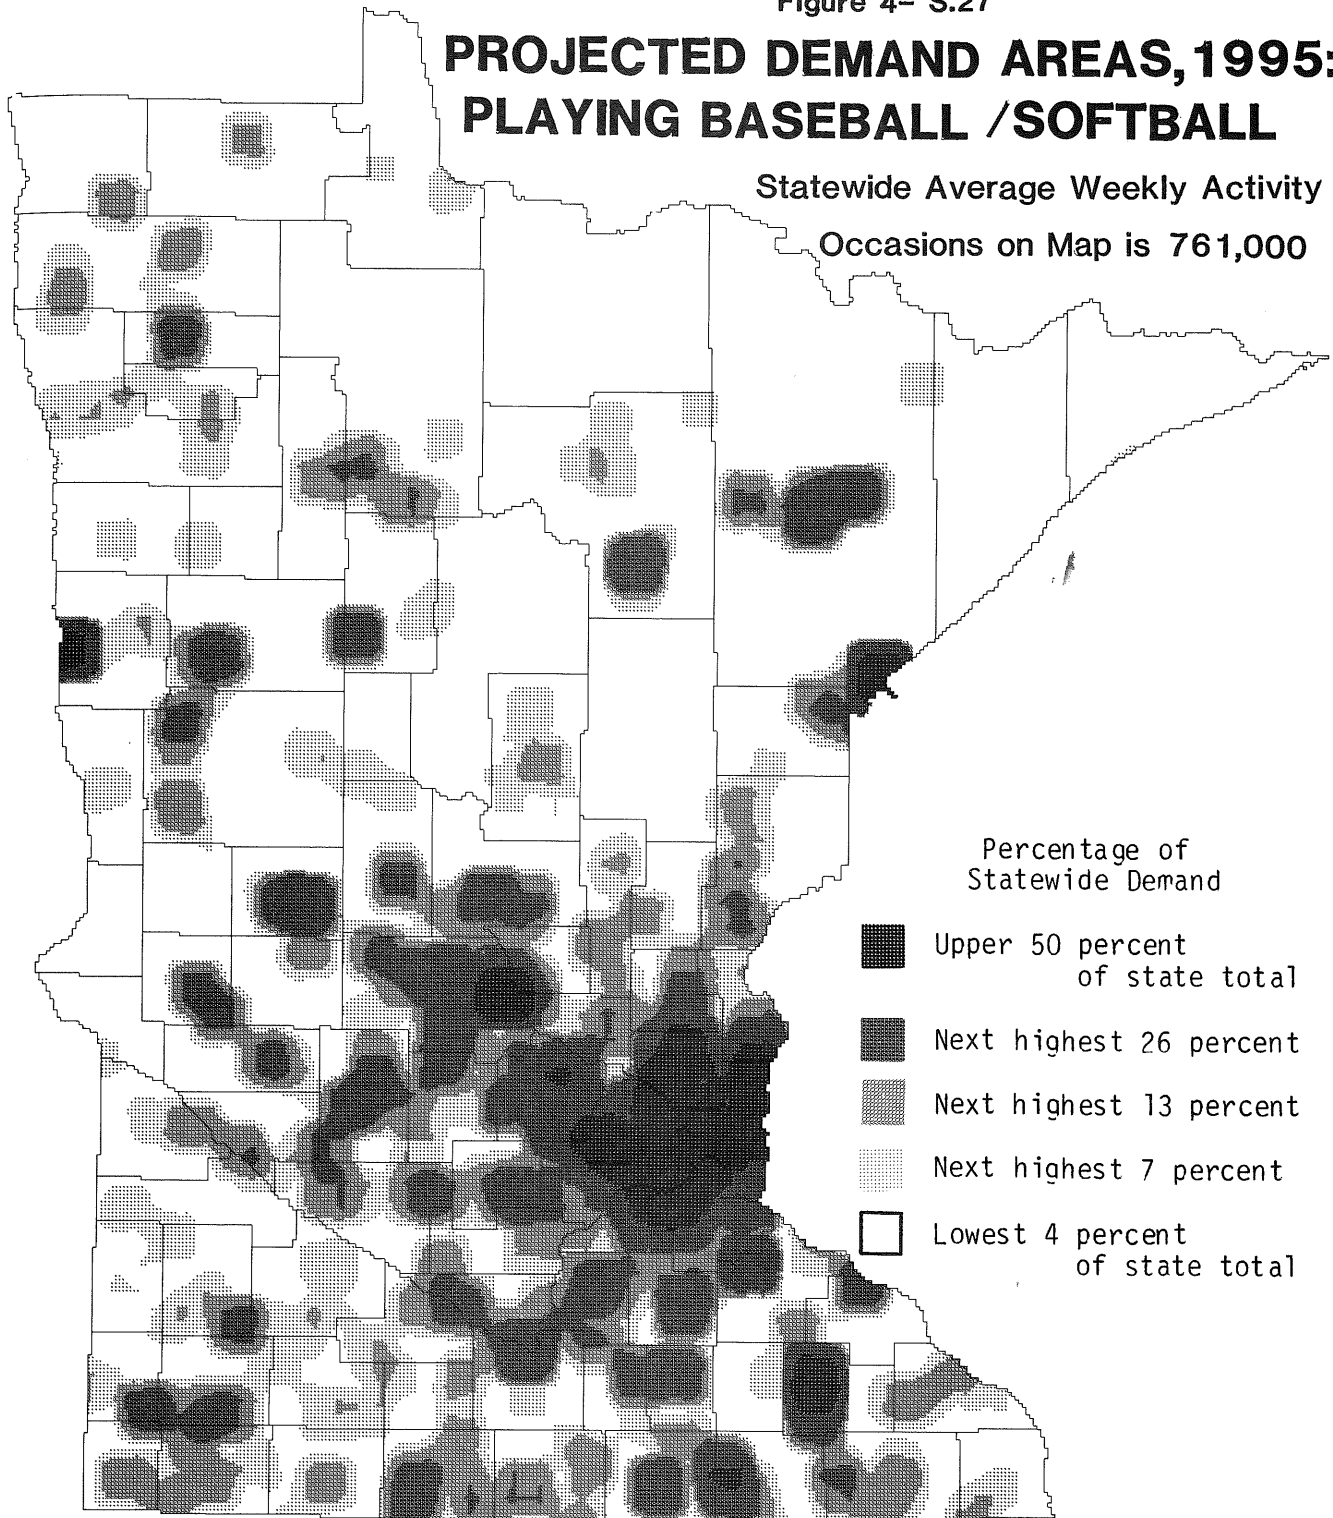 Figure 4- S.27
PROJECTED DEMAND AREAS, 1995:
PLAYING BASEBALL /SOFTBALL
Statewide Average Weekly Activity
Occasions on Map is 761,000
Percentage of
Statewide Demand
Upper 50 percent
of state total
Next highest 26 percent
Next highest 13 percent
Next highest 7 percent
Lowest 4 percent
of state total